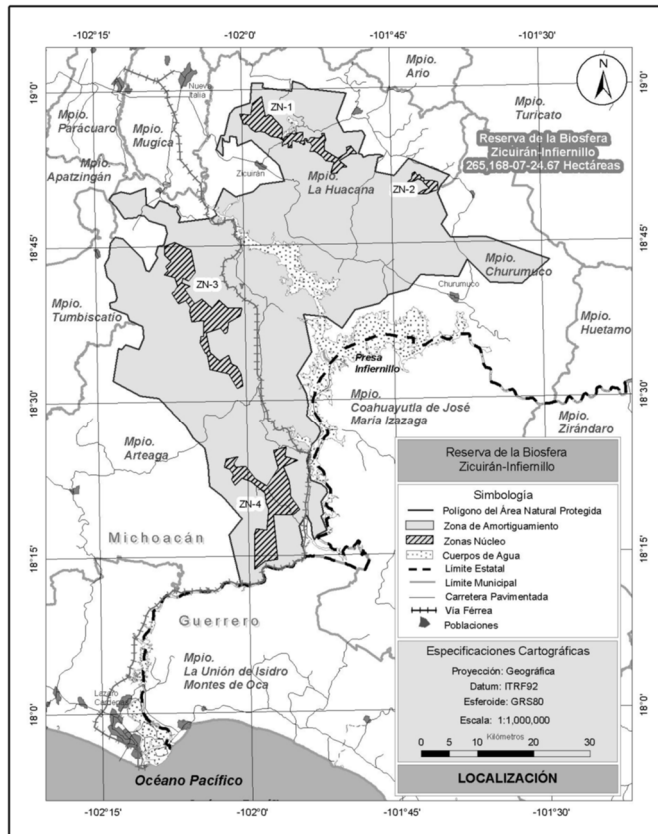 -102°15'
-102°0'
-101°45'
-101°30'
19°0'
18°45'
18°30'
18°15'
18°0'
N
Mpio.
Ario
Mpio.
Turicato
Mpio.
Parácuaro
Mpio.
Mugica
Nueva
Italia
Mpio.
Apatzingán
ZN-1
Zicuirán
Mpio.
La Huacana
ZN-2
Reserva de la Biosfera
Zicuirán-Infiernillo
265,168-07-24.67 Hectáreas
Mpio.
Churumuco
Churumuco
Mpio.
Huetamo
Mpio.
Tumbiscatio
ZN-3
Presa
Infiernillo
Mpio.
Coahuayutla de José
María Izazaga
Mpio.
Zirándaro
Mpio.
Arteaga
ZN-4
Michoacán
Guerrero
Mpio.
La Unión de Isidro
Montes de Oca
Lázaro
Cárdenas
Océano Pacífico
Reserva de la Biosfera
Zicuirán-Infiernillo
Simbología
Polígono del Área Natural Protegida
Zona de Amortiguamiento
Zonas Núcleo
Cuerpos de Agua
Límite Estatal
Límite Municipal
Carretera Pavimentada
Vía Férrea
Poblaciones
Especificaciones Cartográficas
Proyección: Geográfica
Datum: ITRF92
Esferoide: GRS80
Escala: 1:1,000,000
Kilómetros
0 5 10 20 30
LOCALIZACIÓN
-102°15'
-102°0'
-101°45'
-101°30'
19°0'
18°45'
18°30'
18°15'
18°0'